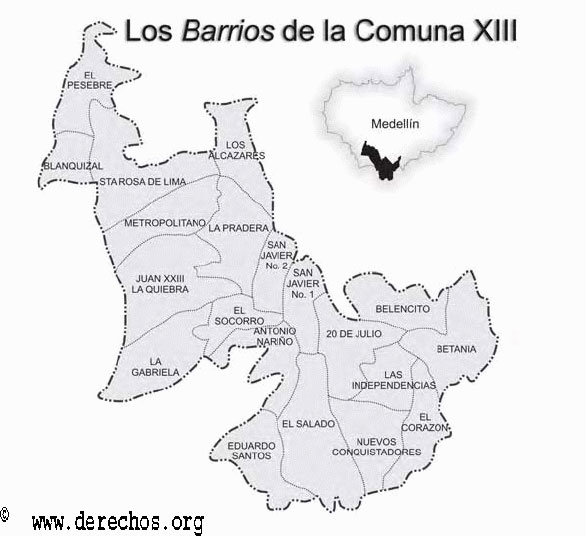 Los Barrios de la Comuna XIII
EL
PESEBRE
Medellín
LOS
ALCAZARES
BLANQUIZAL
STA ROSA DE LIMA
METROPOLITANO
LA PRADERA
SAN
JAVIER
No. 2
SAN
JAVIER
No. 1
JUAN XXIII
LA QUIEBRA
BELENCITO
EL
SOCORRO
ANTONIO
NARIÑO
20 DE JULIO
BETANIA
LA
GABRIELA
LAS
INDEPENDENCIAS
EL
CORAZON
EL SALADO
EDUARDO
SANTOS
NUEVOS
CONQUISTADORES
© www.derechos.org